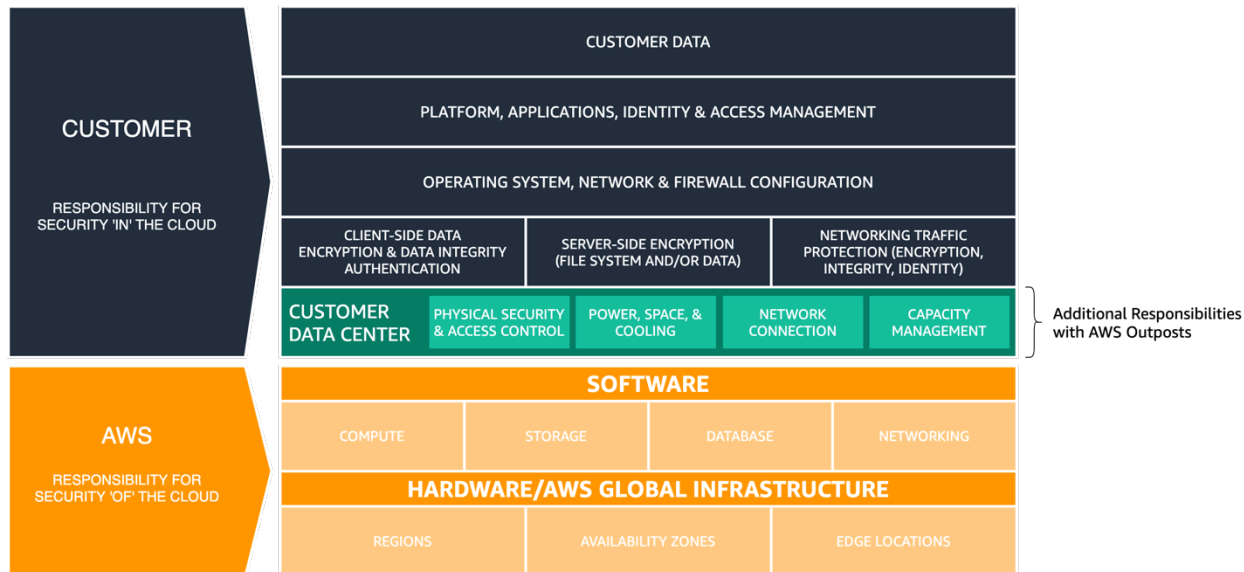 CUSTOMER
RESPONSIBILITY FOR
SECURITY 'IN' THE CLOUD
CUSTOMER DATA
PLATFORM, APPLICATIONS, IDENTITY & ACCESS MANAGEMENT
OPERATING SYSTEM, NETWORK & FIREWALL CONFIGURATION
CLIENT-SIDE DATA
ENCRYPTION & DATA INTEGRITY
AUTHENTICATION
SERVER-SIDE ENCRYPTION
(FILE SYSTEM AND/OR DATA)
NETWORKING TRAFFIC
PROTECTION (ENCRYPTION,
INTEGRITY, IDENTITY)
CUSTOMER
DATA CENTER
PHYSICAL SECURITY
& ACCESS CONTROL
POWER, SPACE, &
COOLING
NETWORK
CONNECTION
CAPACITY
MANAGEMENT
Additional Responsibilities
with AWS Outposts
AWS
RESPONSIBILITY FOR
SECURITY 'OF' THE CLOUD
SOFTWARE
COMPUTE
STORAGE
DATABASE
NETWORKING
HARDWARE/AWS GLOBAL INFRASTRUCTURE
REGIONS
AVAILABILITY ZONES
EDGE LOCATIONS